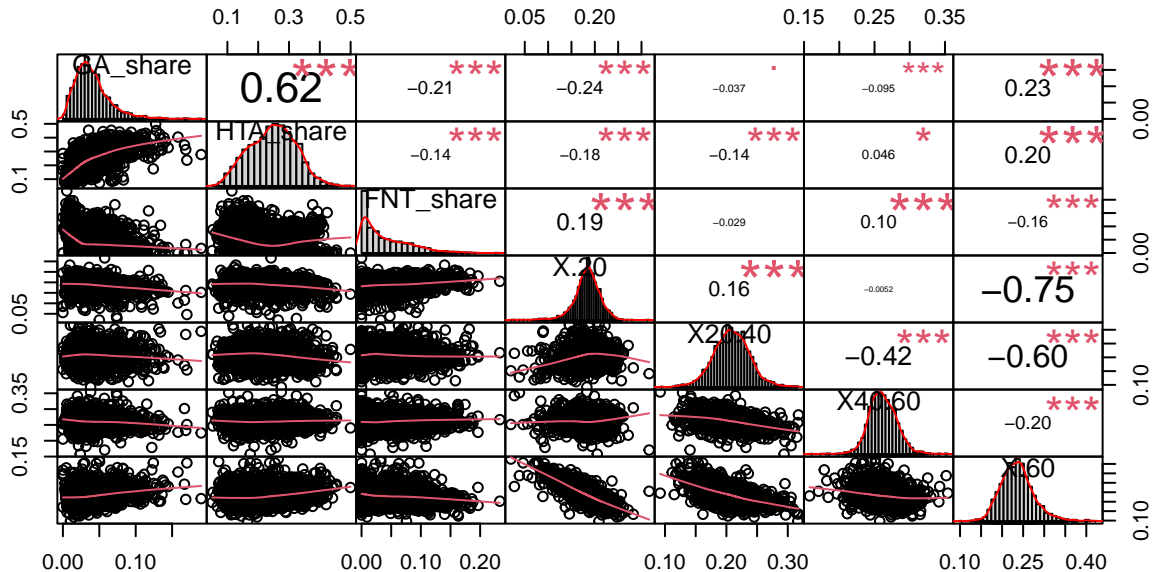 0.1 0.3 0.5 0.05 0.20 0.15 0.25 0.35
GA_share 0.62 *** −0.21 *** −0.24 *** −0.037 . −0.095 *** 0.23 *** 0.00
0.1 0.5 HTA_share −0.14 *** −0.18 *** −0.14 *** 0.046 * 0.20 ***
FNT_share 0.19 *** −0.029 0.10 *** −0.16 *** 0.00
0.05 X.20 0.16 *** −0.0052 −0.75 ***
X20.40 −0.42 *** −0.60 *** 0.10
0.15 0.35 X40.60 −0.20 ***
X.60 0.10
0.00 0.10 0.00 0.10 0.20 0.10 0.20 0.30 0.10 0.24 0.40